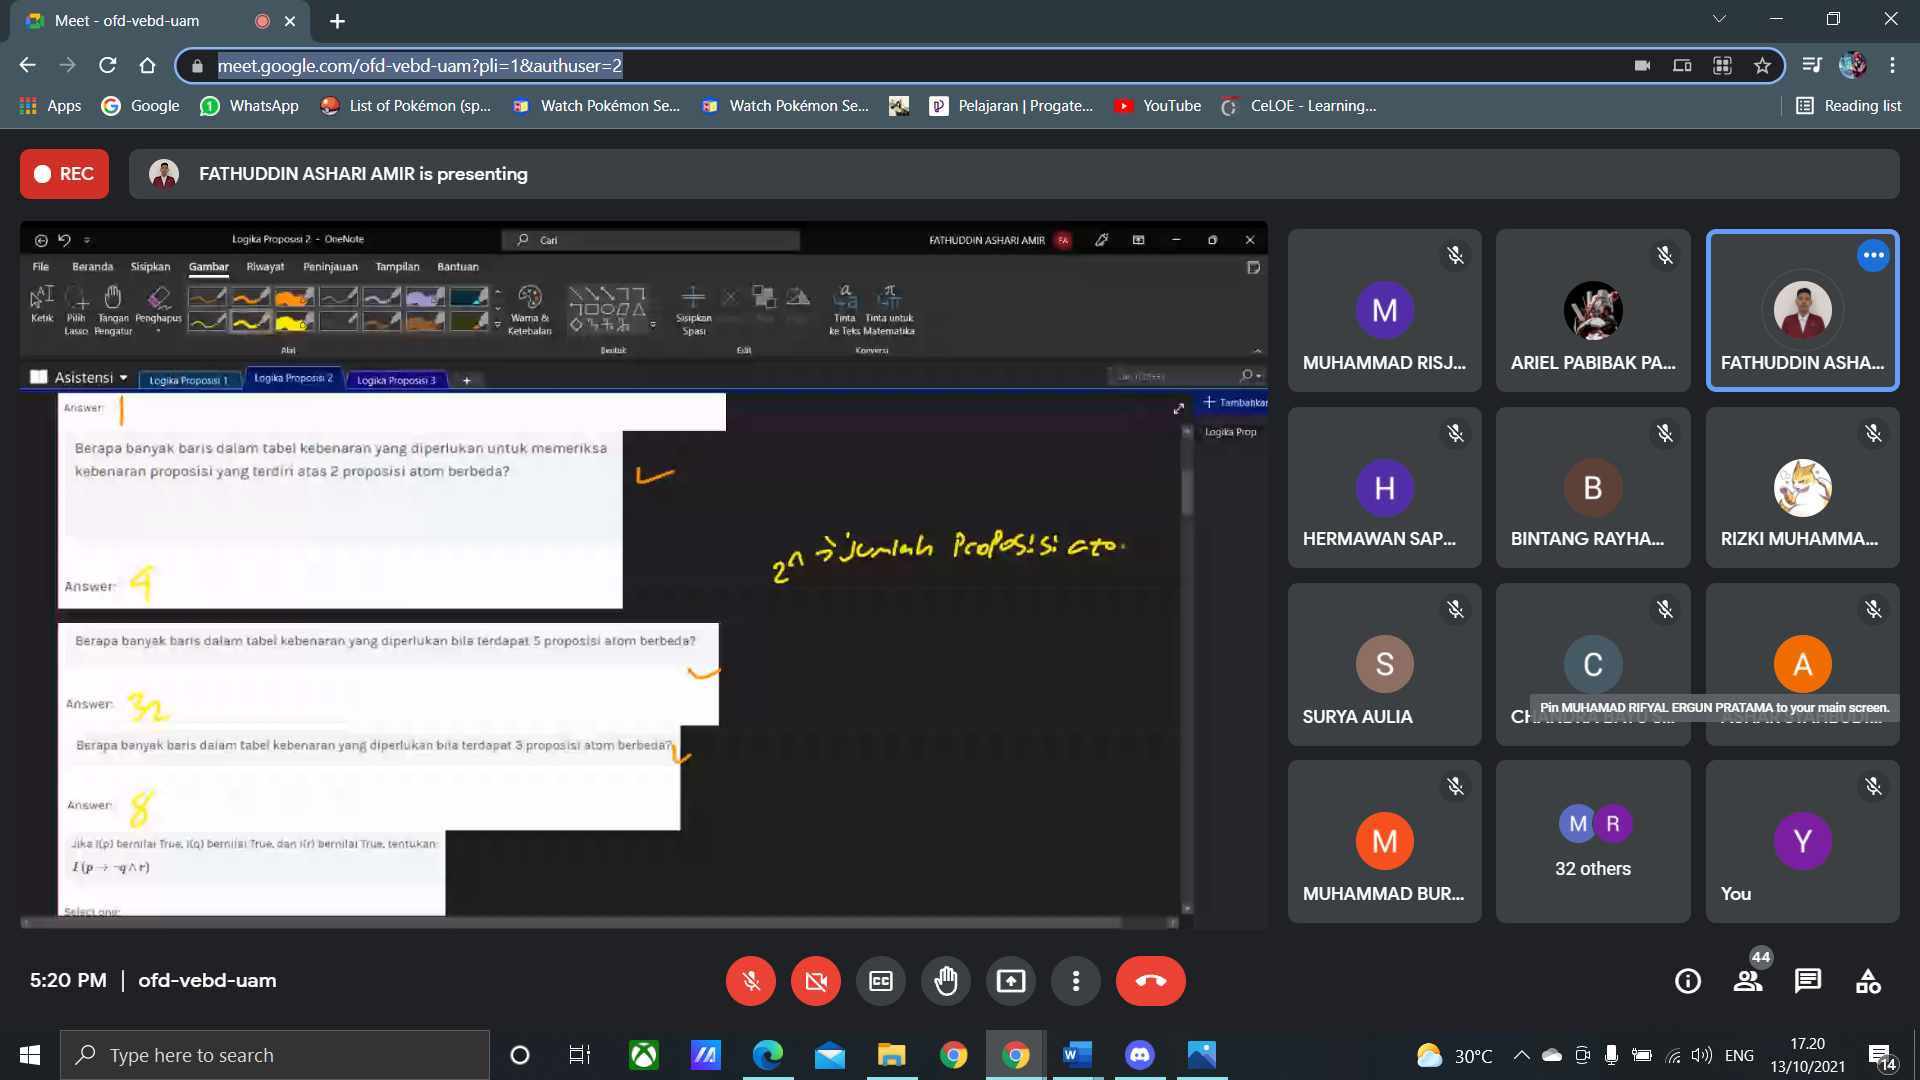 Meet - ofd-vebd-uam
meet.google.com/ofd-vebd-uam?pli=1&authuser=2
Apps
Google
WhatsApp
List of Pokémon (sp...
Watch Pokémon Se...
Watch Pokémon Se...
Pelajaran | Progate...
YouTube
CeLOE - Learning...
Reading list
REC
FATHUDDIN ASHARI AMIR is presenting
Logika Proposisi 2 - OneNote
Cari
FATHUDDIN ASHARI AMIR
FA
File
Beranda
Sisipkan
Gambar
Riwayat
Peninjauan
Tampilan
Bantuan
Ketik
Pilih Lasso
Tangan Pengatur
Penghapus
Alat
Warna & Ketebalan
Bentuk
Sisipkan Spasi
Edit
Tinta ke Teks
Tinta untuk Matematika
Konversi
Asistensi
Logika Proposisi 1
Logika Proposisi 2
Logika Proposisi 3
Tambahkan
Logika Prop
Answer: 1
Berapa banyak baris dalam tabel kebenaran yang diperlukan untuk memeriksa
kebenaran proposisi yang terdiri atas 2 proposisi atom berbeda?
Answer: 4
2ⁿ → jumlah Proposisi ato
Berapa banyak baris dalam tabel kebenaran yang diperlukan bila terdapat 5 proposisi atom berbeda?
Answer: 32
Berapa banyak baris dalam tabel kebenaran yang diperlukan bila terdapat 3 proposisi atom berbeda?
Answer: 8
Jika I(p) bernilai True, I(q) bernilai True, dan I(r) bernilai True, tentukan:
I(p → ¬q ∧ r)
Select one:
M
MUHAMMAD RISJ...
ARIEL PABIBAK PA...
FATHUDDIN ASHA...
H
HERMAWAN SAP...
B
BINTANG RAYHA...
RIZKI MUHAMMA...
S
SURYA AULIA
C
A
Pin MUHAMAD RIFYAL ERGUN PRATAMA to your main screen.
M
MUHAMMAD BUR...
M R
32 others
Y
You
5:20 PM | ofd-vebd-uam
44
Type here to search
30°C
ENG
17.20
13/10/2021
14